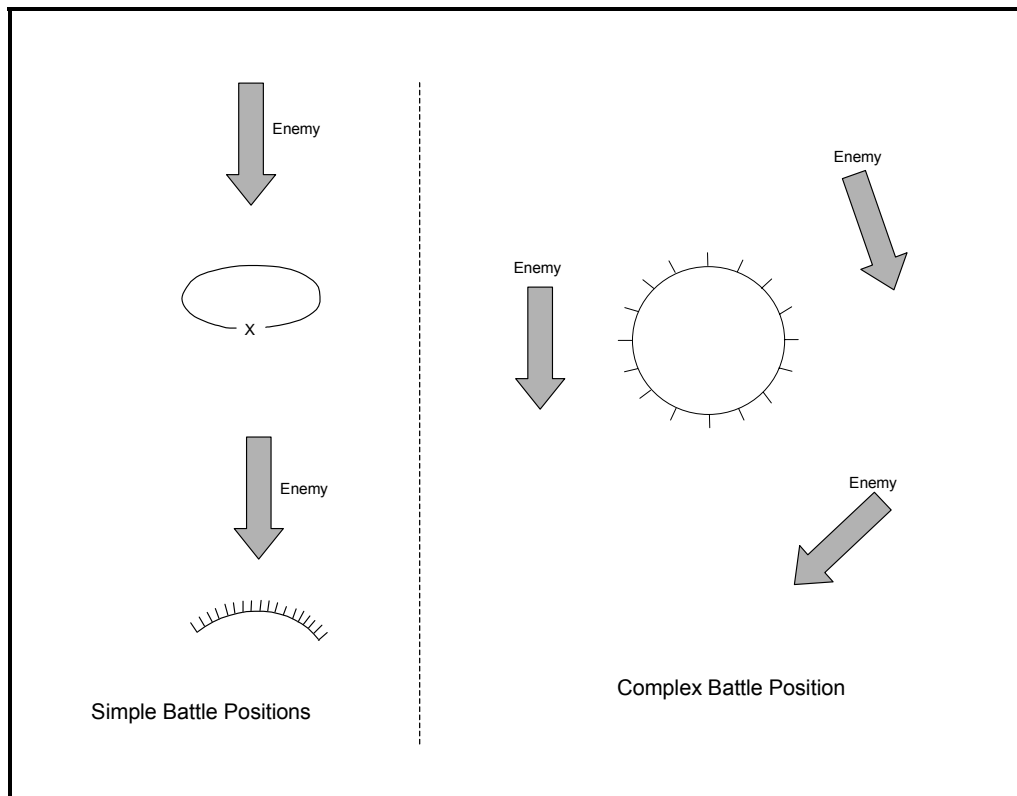 Enemy
X
Enemy
Simple Battle Positions
Enemy
Enemy
Enemy
Complex Battle Position